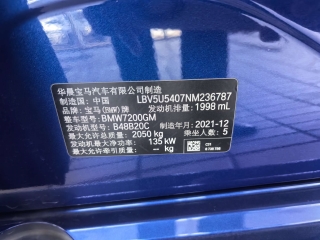 华晨宝马汽车有限公司制造
制造国：中国 LBV5U5407NM236787
品牌：宝马(BMW)牌 发动机排量：1998 mL
整车型号：BMW7200GM
发动机型号：B48B20C 制造年月：2021-12
最大允许总质量：2050 kg 乘坐人数：5
发动机最大净功率：135 kW
最大允许总质量： -- kg